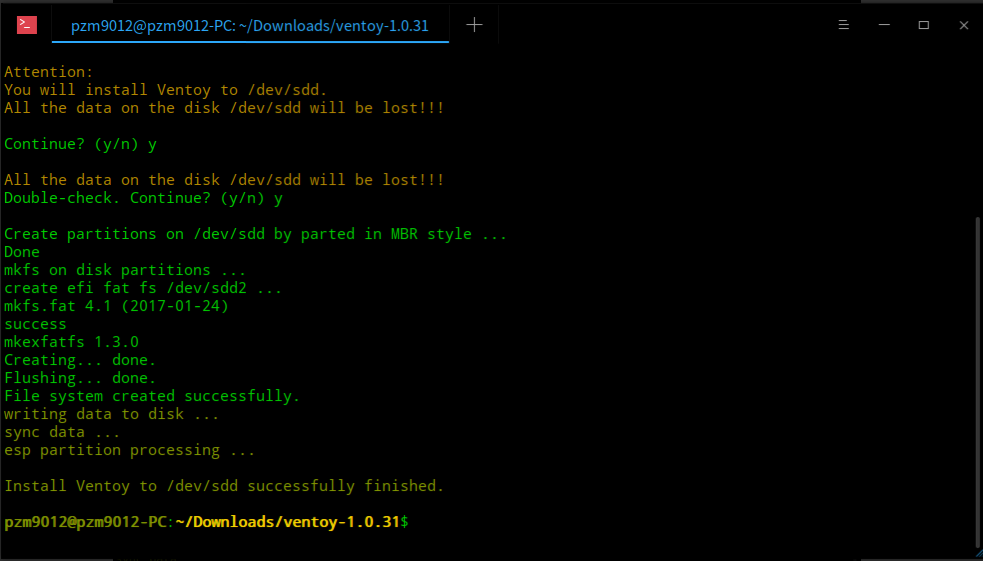 pzm9012@pzm9012-PC: ~/Downloads/ventoy-1.0.31
Attention:
You will install Ventoy to /dev/sdd.
All the data on the disk /dev/sdd will be lost!!!
Continue? (y/n) y
All the data on the disk /dev/sdd will be lost!!!
Double-check. Continue? (y/n) y
Create partitions on /dev/sdd by parted in MBR style ...
Done
mkfs on disk partitions ...
create efi fat fs /dev/sdd2 ...
mkfs.fat 4.1 (2017-01-24)
success
mkexfatfs 1.3.0
Creating... done.
Flushing... done.
File system created successfully.
writing data to disk ...
sync data ...
esp partition processing ...
Install Ventoy to /dev/sdd successfully finished.
pzm9012@pzm9012-PC:~/Downloads/ventoy-1.0.31$